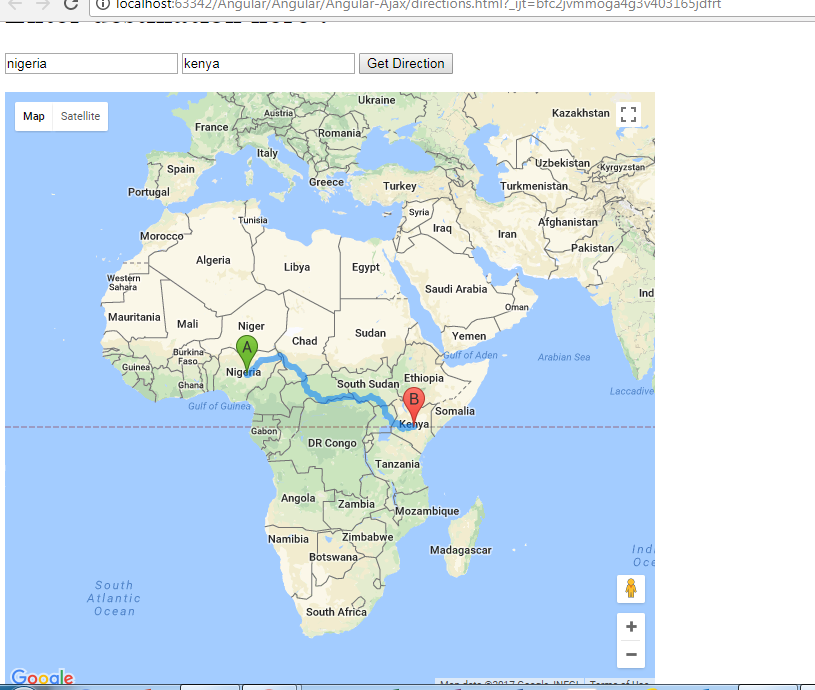 localhost:63342/Angular/Angular/Angular-Ajax/directions.html?_ijt=bfc2jvmmoga4g3v403165jdfrt
nigeria kenya Get Direction
Map Satellite
Ukraine
Kazakhstan
Austria
France
Romania
Italy
Uzbekistan
Kyrgyzstan
Spain
Greece
Turkey
Turkmenistan
Portugal
Syria
Tunisia
Afghanistan
Morocco
Iraq
Iran
Pakistan
Algeria
Libya
Egypt
Western
Sahara
Saudi Arabia
Ind
Oman
Mauritania
Mali
Niger
Chad
Sudan
Yemen
A
Burkina
Faso
Gulf of Aden
Arabian Sea
Guinea
Nigeria
Ghana
South Sudan
Ethiopia
Laccadive
B
Gulf of Guinea
Somalia
Kenya
Gabon
DR Congo
Tanzania
Angola
Zambia
Mozambique
Namibia
Zimbabwe
Botswana
Madagascar
Indi
Oce
South
Atlantic
Ocean
South Africa
+
−
Google
Map data ©2017 Google, INEGI Terms of Use